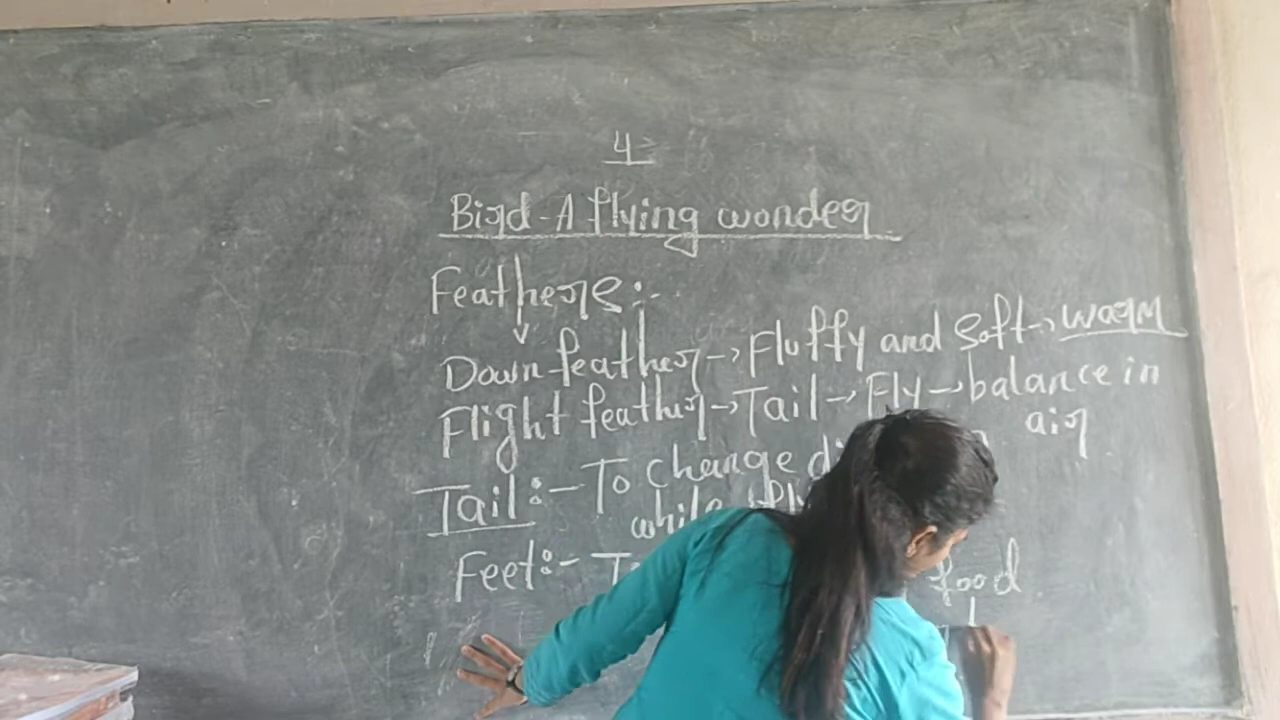 4
Bird - A flying wonder
Feathers :-
Down feather → Fluffy and soft → warm
Flight feather → Tail → Fly → balance in
air
Tail :- To change
while
Feet :- food